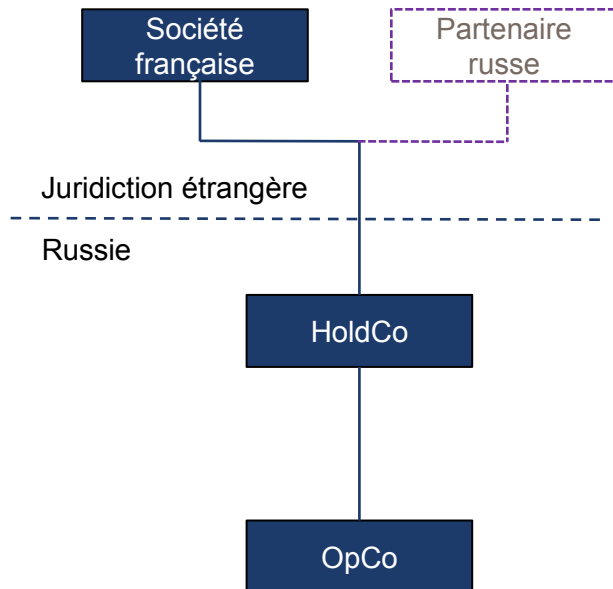 Société
française
Partenaire
russe
Juridiction étrangère
Russie
HoldCo
OpCo